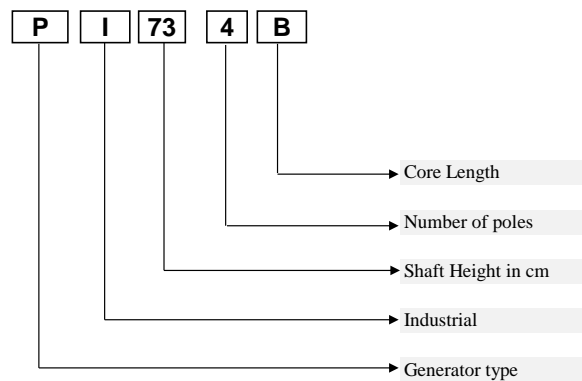 P I 73 4 B
Core Length
Number of poles
Shaft Height in cm
Industrial
Generator type